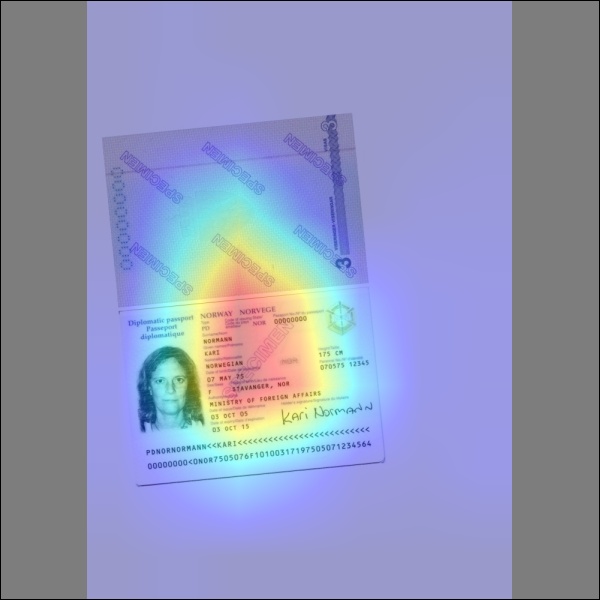 SPECIMEN
SPECIMEN
SPECIMEN
SPECIMEN
SPECIMEN
Diplomatic passport
Passeport
diplomatique
NORWAY NORVEGE
PD
NOR
00000000
NORMANN
KARI
NORWEGIAN
175 CM
07 MAY 75
070575 12345
F
STAVANGER, NOR
MINISTRY OF FOREIGN AFFAIRS
03 OCT 05
03 OCT 15
Kari Normann
SPECIMEN
PDNORNORMANN<<KARI<<<<<<<<<<<<<<<<<<<<<<<<<<
00000000<0NOR7505076F10100317197505071234564